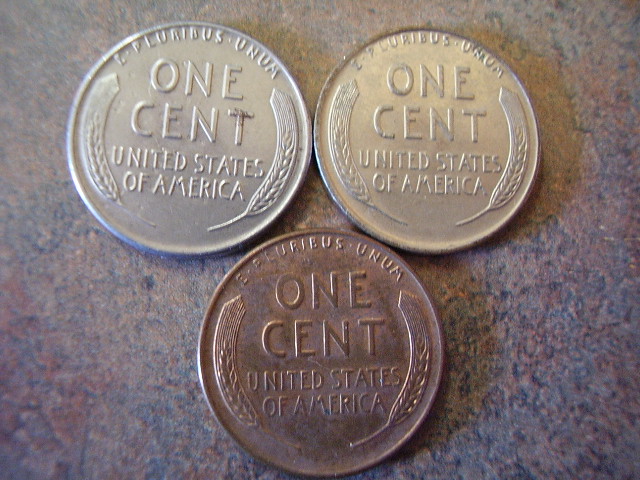 E·PLURIBUS·UNUM
ONE
CENT
UNITED STATES
OF AMERICA
E·PLURIBUS·UNUM
ONE
CENT
UNITED STATES
OF AMERICA
E·PLURIBUS·UNUM
ONE
CENT
UNITED STATES
OF AMERICA